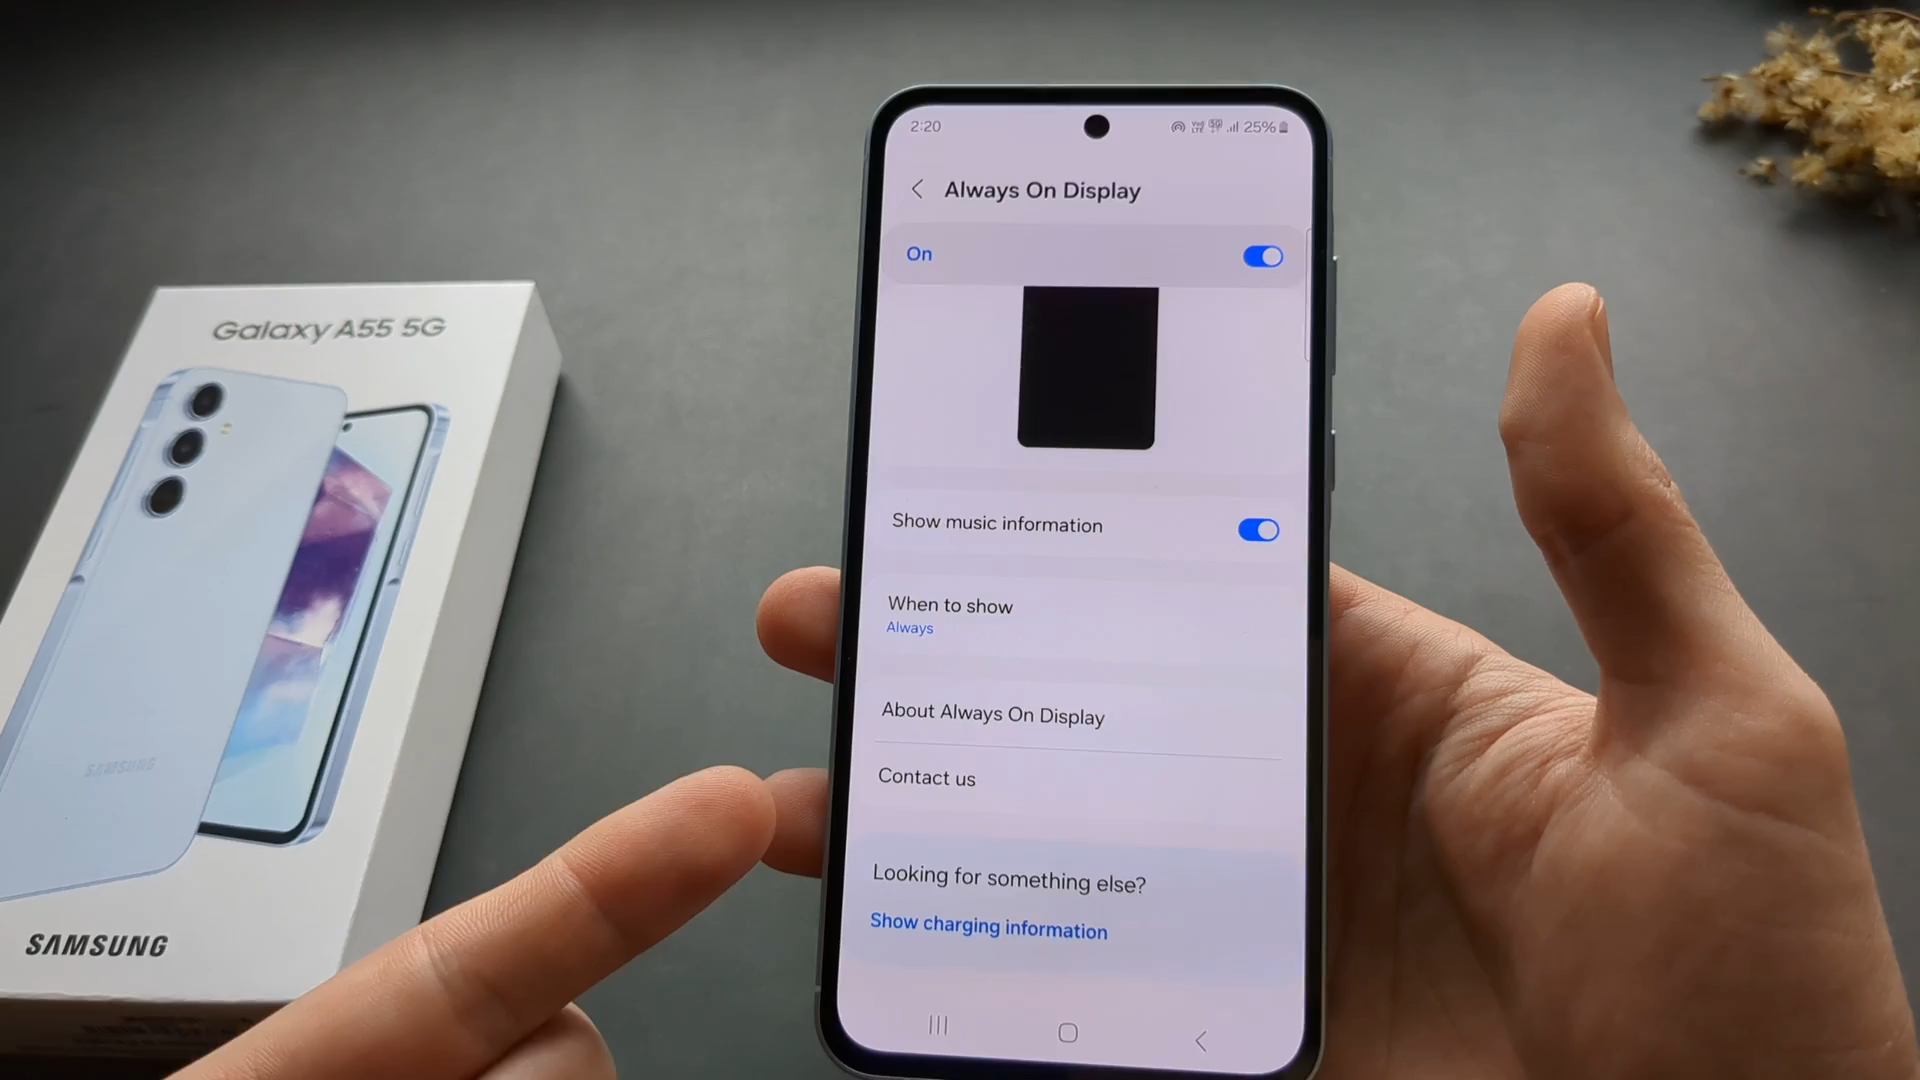 Galaxy A55 5G
SAMSUNG
SAMSUNG
2:20
25%
Always On Display
On
Show music information
When to show
Always
About Always On Display
Contact us
Looking for something else?
Show charging information